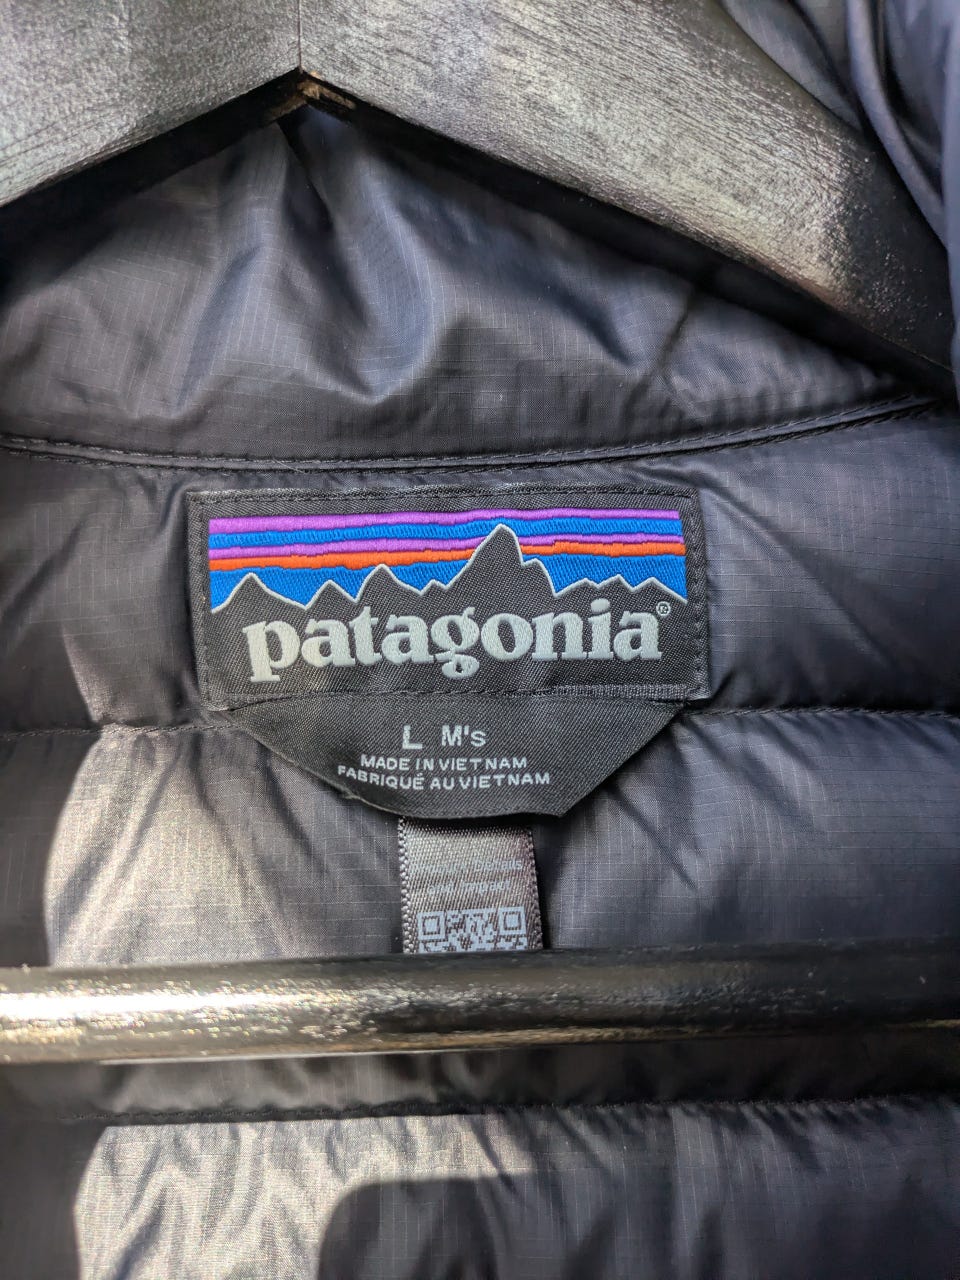 patagonia®
L M's
MADE IN VIETNAM
FABRIQUÉ AU VIETNAM